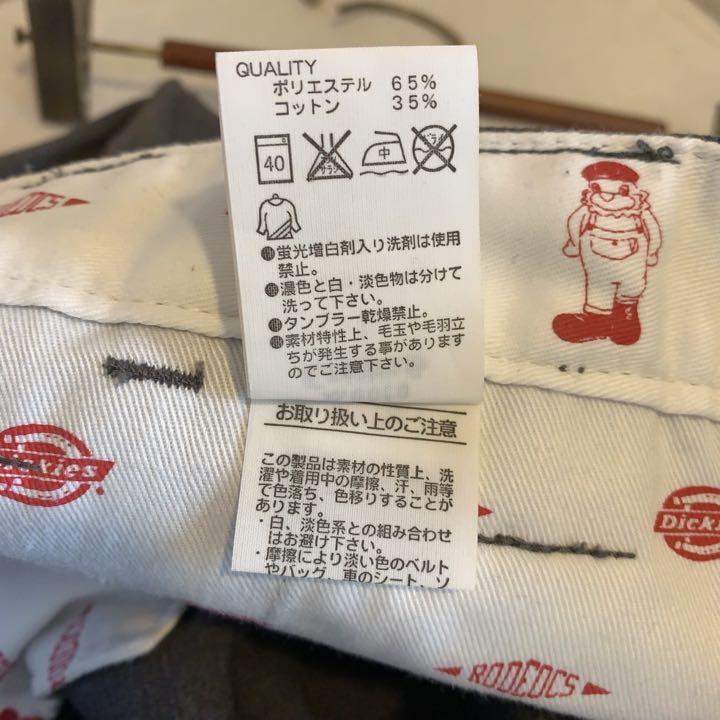 QUALITY
ポリエステル 65%
コットン 35%
40
エンソ
サラシ
中
ドライ
●蛍光増白剤入り洗剤は使用
禁止。
●濃色と白・淡色物は分けて
洗って下さい。
●タンブラー乾燥禁止。
●素材特性上、毛玉や毛羽立
ちが発生する事があります
のでご注意下さい。
お取り扱い上のご注意
この製品は素材の性質上、洗
濯や着用中の摩擦、汗、雨等
で色落ち、色移りすることが
あります。
・白、淡色系との組み合わせ
はお避け下さい。
・摩擦により淡い色のベルト
やバッグ、車のシート、ソ
Dickies
RODEOCS